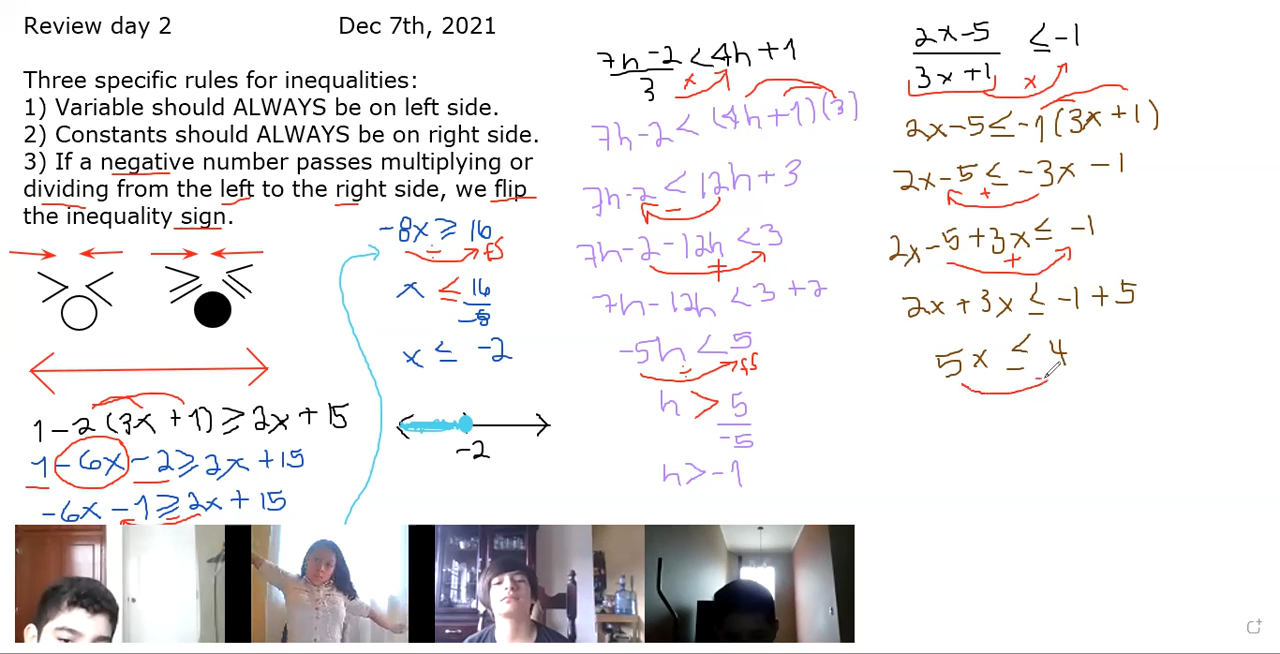 Review day 2 Dec 7th, 2021
Three specific rules for inequalities:
1) Variable should ALWAYS be on left side.
2) Constants should ALWAYS be on right side.
3) If a negative number passes multiplying or
dividing from the left to the right side, we flip
the inequality sign.
1-2(3x+1)≥2x+15
1-6x-2≥2x+15
-6x-1≥2x+15
-8x≥16
÷ fS
x ≤ 16/-8
x ≤ -2
-2
7h-2/3 <4h+1
x
7h-2<(4h+1)(3)
7h-2<12h+3
-
7h-2-12h<3
+
7h-12h<3+2
-5h<5
÷ fS
h > 5/-5
h>-1
2x-5/3x+1 ≤-1
x
2x-5≤-1(3x+1)
2x-5≤-3x-1
+
2x-5+3x≤-1
+
2x+3x≤-1+5
5x≤4